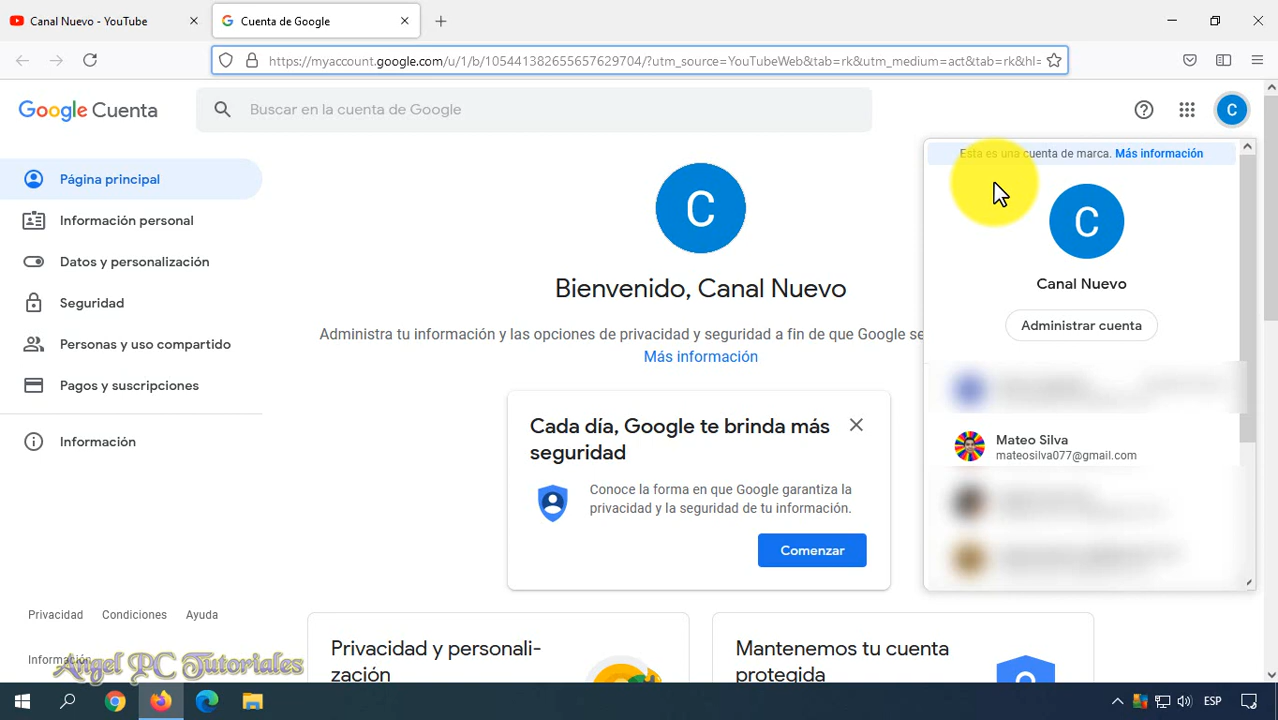 Canal Nuevo - YouTube
Cuenta de Google
https://myaccount.google.com/u/1/b/105441382655657629704/?utm_source=YouTubeWeb&tab=rk&utm_medium=act&tab=rk&hl=
Google Cuenta
Buscar en la cuenta de Google
C
Página principal
Información personal
Datos y personalización
Seguridad
Personas y uso compartido
Pagos y suscripciones
Información
C
Bienvenido, Canal Nuevo
Administra tu información y las opciones de privacidad y seguridad a fin de que Google se
Más información
Cada día, Google te brinda más
seguridad
Conoce la forma en que Google garantiza la
privacidad y la seguridad de tu información.
Comenzar
Esta es una cuenta de marca. Más información
C
Canal Nuevo
Administrar cuenta
Mateo Silva
mateosilva077@gmail.com
Privacidad Condiciones Ayuda
Información
Angel PC Tutoriales
Privacidad y personali-
zación
Mantenemos tu cuenta
protegida
ESP